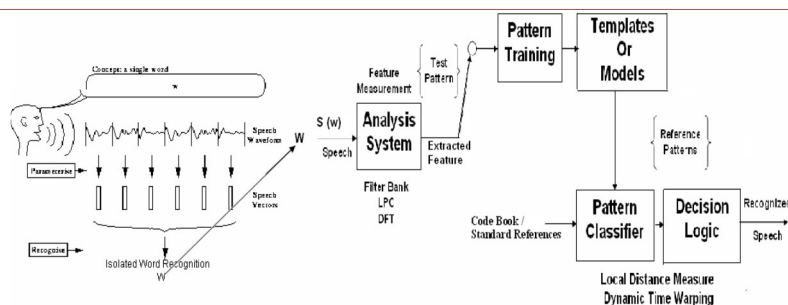 Concept: a single word
w
Speech
Waveform
Parameterise
Speech
Vectors
Recognise
Isolated Word Recognition
W
W
S (w)
Speech
Feature
Measurement
Test
Pattern
Analysis
System
Extracted
Feature
Filter Bank
LPC
DFT
Pattern
Training
Templates
Or
Models
Reference
Patterns
Code Book /
Standard References
Pattern
Classifier
Decision
Logic
Recognized
Speech
Local Distance Measure
Dynamic Time Warping